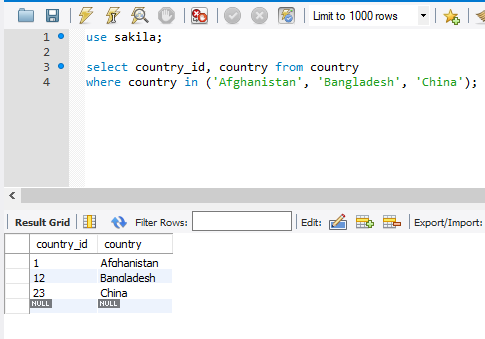 Limit to 1000 rows
1 use sakila;
2
3 select country_id, country from country
4 where country in ('Afghanistan', 'Bangladesh', 'China');
Result Grid Filter Rows: Edit: Export/Import:
country_id country
1 Afghanistan
12 Bangladesh
23 China
NULL NULL